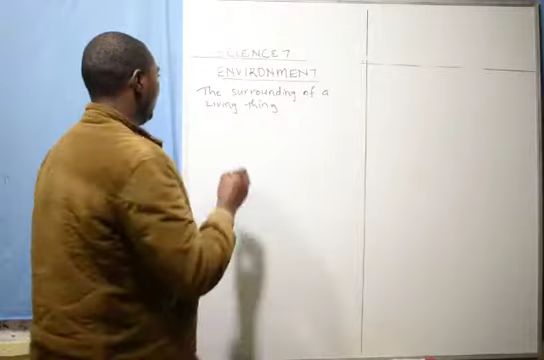 SCIENCE 7
ENVIRONMENT
The surrounding of a
Living thing